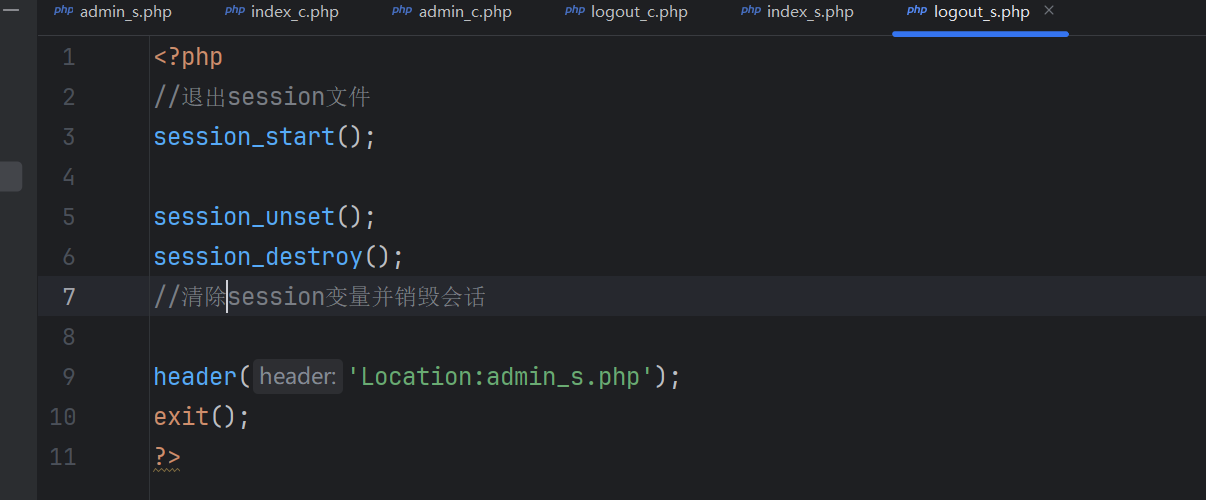 php admin_s.php php index_c.php php admin_c.php php logout_c.php php index_s.php php logout_s.php ×
1 <?php
2 //退出session文件
3 session_start();
4
5 session_unset();
6 session_destroy();
7 //清除session变量并销毁会话
8
9 header( header: 'Location:admin_s.php');
10 exit();
11 ?>